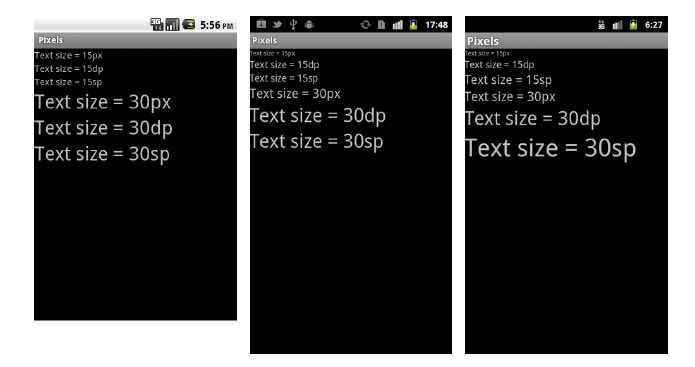 3G
5:56 PM
Pixels
Text size = 15px
Text size = 15dp
Text size = 15sp
Text size = 30px
Text size = 30dp
Text size = 30sp
17:48
Pixels
Text size = 15px
Text size = 15dp
Text size = 15sp
Text size = 30px
Text size = 30dp
Text size = 30sp
3G
6:27
Pixels
Text size = 15px
Text size = 15dp
Text size = 15sp
Text size = 30px
Text size = 30dp
Text size = 30sp